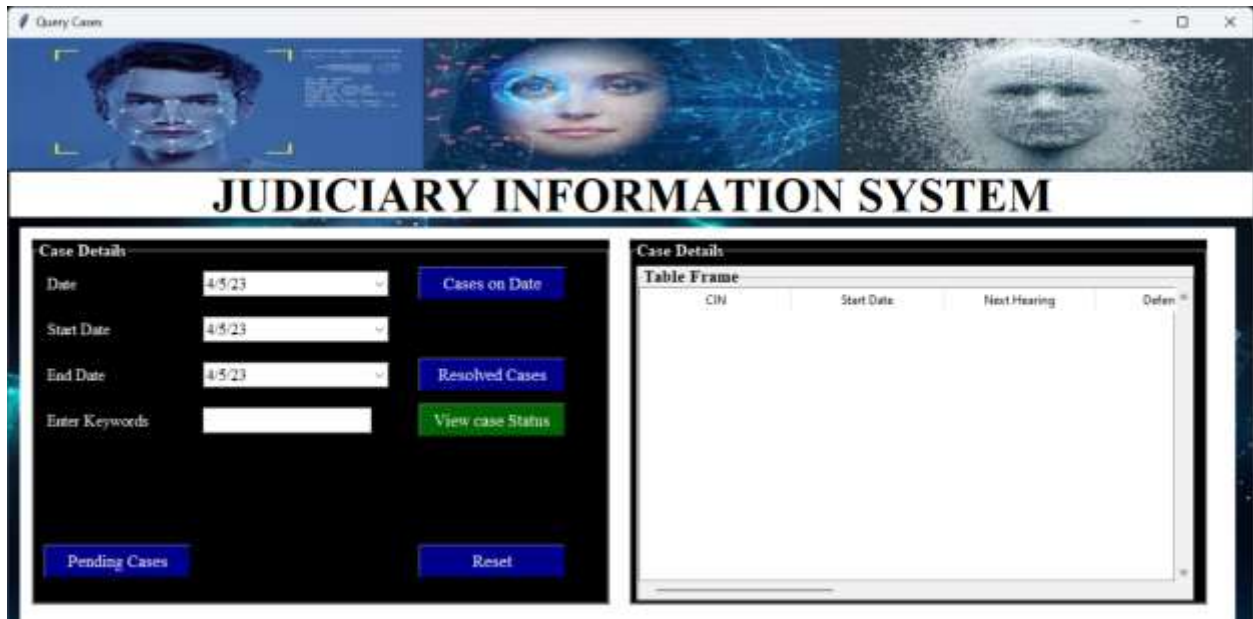 Query Cases
JUDICIARY INFORMATION SYSTEM
Case Details
Date 4/5/23 Cases on Date
Start Date 4/5/23
End Date 4/5/23 Resolved Cases
Enter Keywords View case Status
Pending Cases Reset
Case Details
Table Frame
CIN Start Date Next Hearing Defen